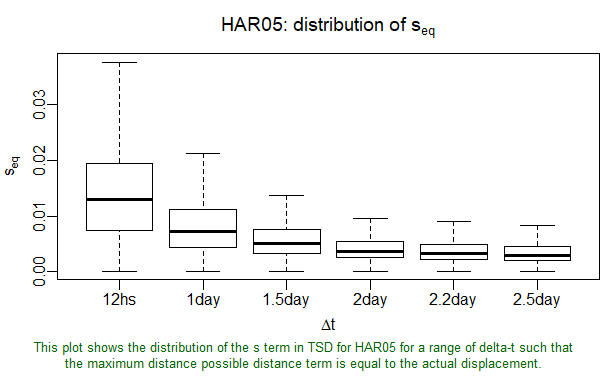 HAR05: distribution of s_eq
s_eq
0.03
0.02
0.01
0.00
12hs 1day 1.5day 2day 2.2day 2.5day
Δt
This plot shows the distribution of the s term in TSD for HAR05 for a range of delta-t such that
the maximum distance possible distance term is equal to the actual displacement.